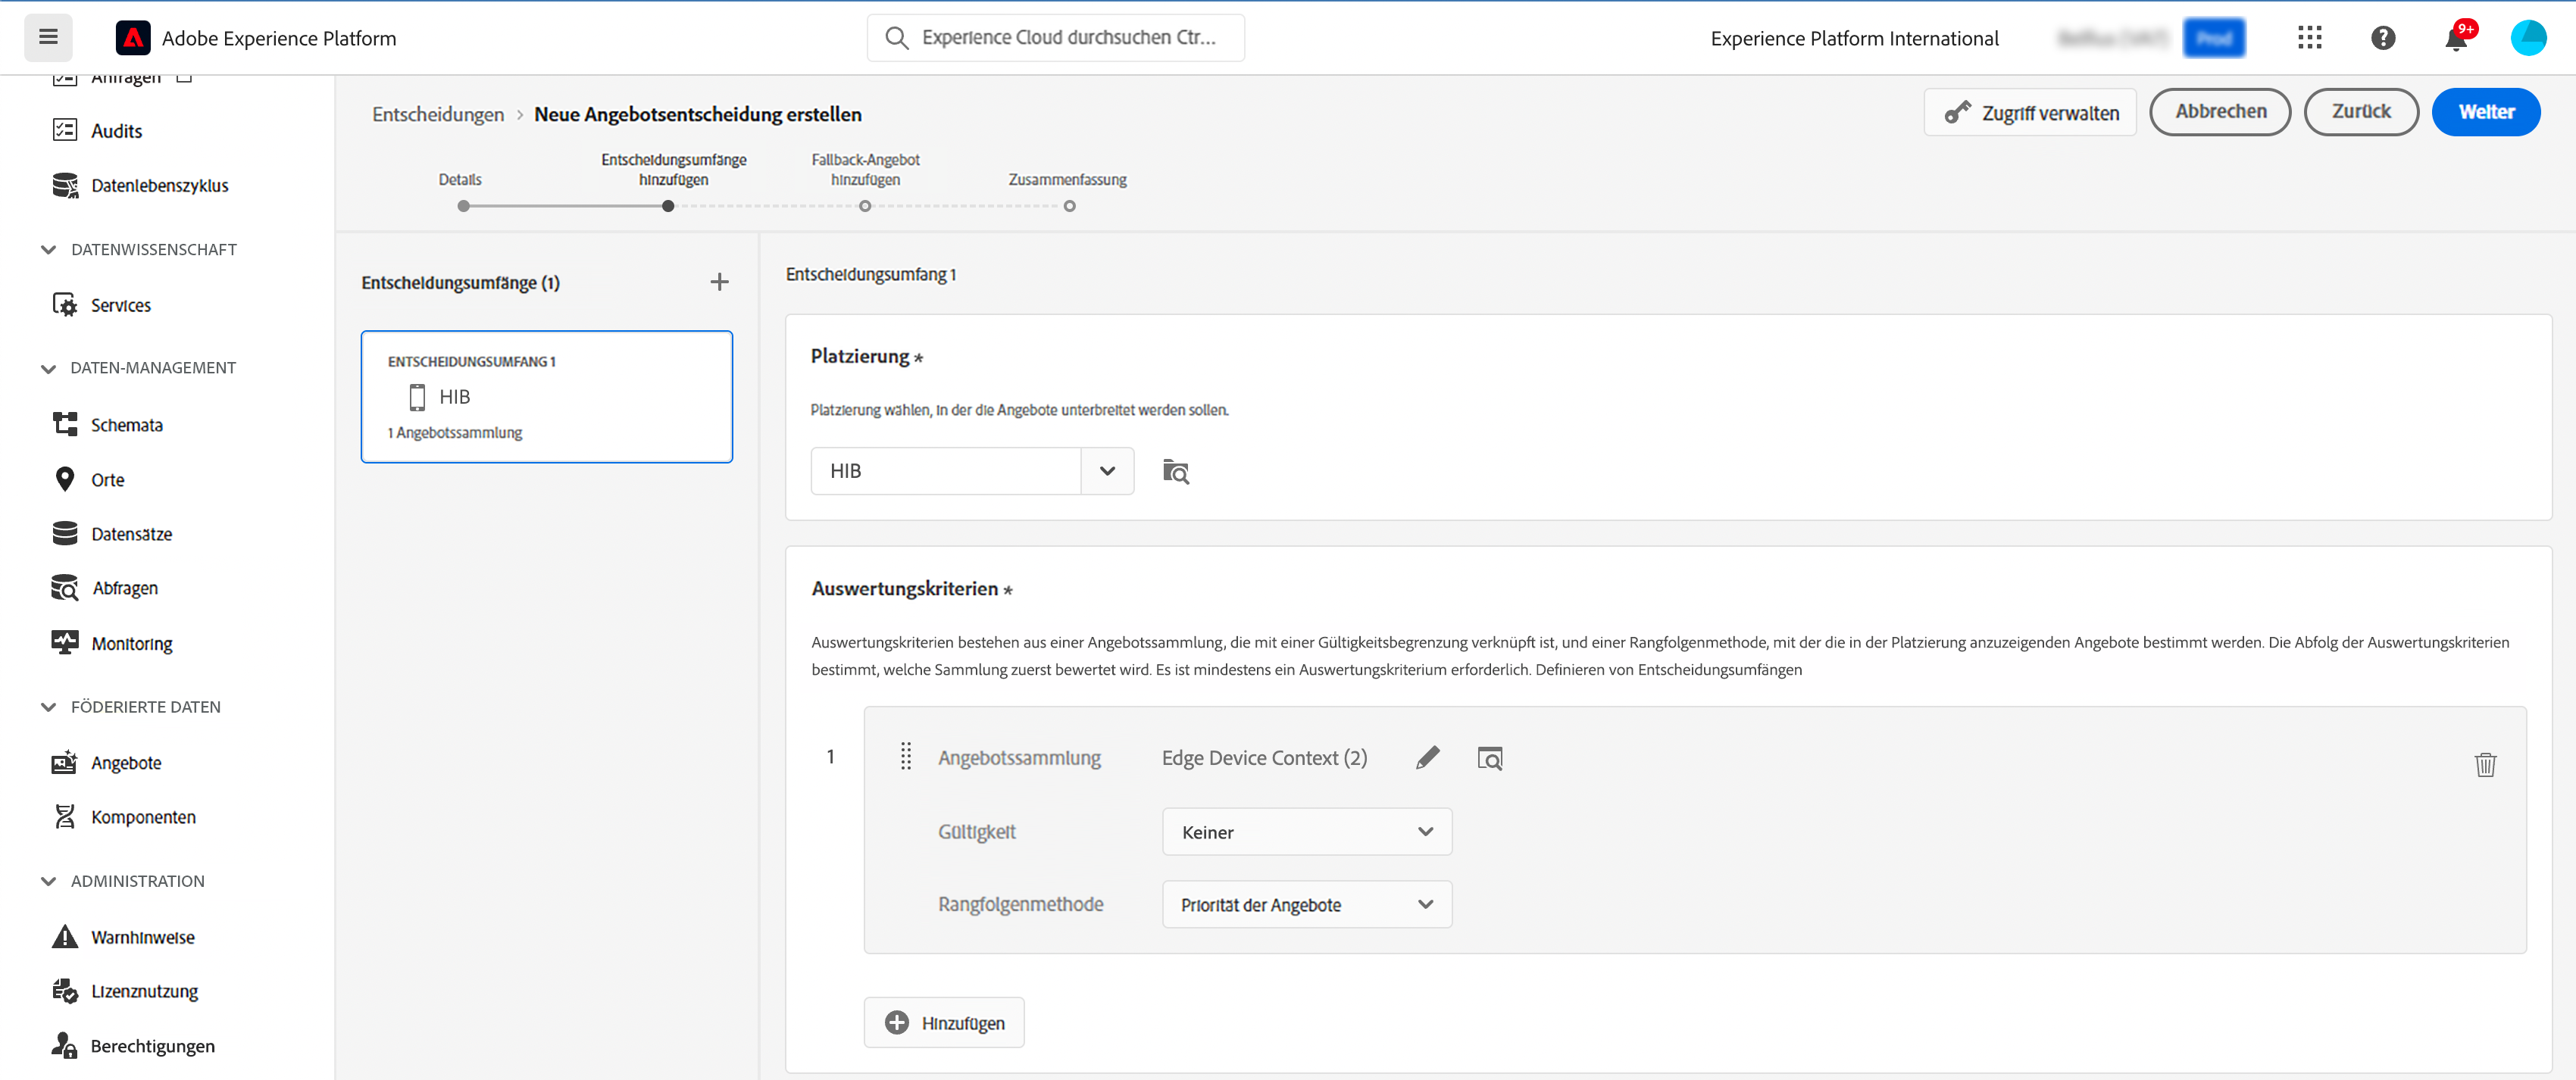 Adobe Experience Platform
Experience Cloud durchsuchen Ctr...
Experience Platform International
Prod
9+
Anfragen
Audits
Datenlebenszyklus
DATENWISSENSCHAFT
Services
DATEN-MANAGEMENT
Schemata
Orte
Datensätze
Abfragen
Monitoring
FÖDERIERTE DATEN
Angebote
Komponenten
ADMINISTRATION
Warnhinweise
Lizenznutzung
Berechtigungen
Entscheidungen > Neue Angebotsentscheidung erstellen
Zugriff verwalten
Abbrechen
Zurück
Weiter
Details
Entscheidungsumfänge
hinzufügen
Fallback-Angebot
hinzufügen
Zusammenfassung
Entscheidungsumfänge (1)
ENTSCHEIDUNGSUMFANG 1
HIB
1 Angebotssammlung
Entscheidungsumfang 1
Platzierung *
Platzierung wählen, in der die Angebote unterbreitet werden sollen.
HIB
Auswertungskriterien *
Auswertungskriterien bestehen aus einer Angebotssammlung, die mit einer Gültigkeitsbegrenzung verknüpft ist, und einer Rangfolgenmethode, mit der die in der Platzierung anzuzeigenden Angebote bestimmt werden. Die Abfolg der Auswertungskriterien
bestimmt, welche Sammlung zuerst bewertet wird. Es ist mindestens ein Auswertungskriterium erforderlich. Definieren von Entscheidungsumfängen
1
Angebotssammlung
Edge Device Context (2)
Gültigkeit
Keiner
Rangfolgenmethode
Priorität der Angebote
Hinzufügen